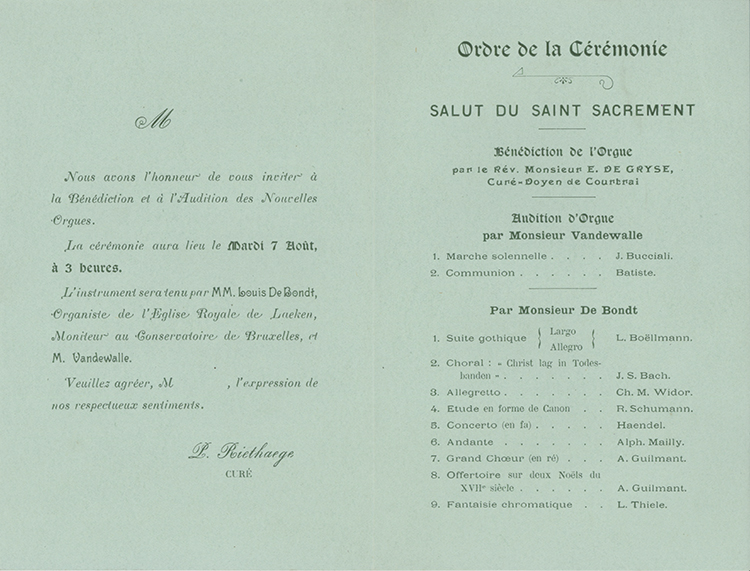 M
Nous avons l'honneur de vous inviter à
la Bénédiction et à l'Audition des Nouvelles
Orgues.
La cérémonie aura lieu le Mardi 7 Août,
à 3 heures.
L'instrument sera tenu par MM. Louis De Bondt,
Organiste de l'Eglise Royale de Laeken,
Moniteur au Conservatoire de Bruxelles, et
M. Vandewalle.
Veuillez agréer, M , l'expression de
nos respectueux sentiments.
P. Riethaege
CURÉ
Ordre de la Cérémonie
SALUT DU SAINT SACREMENT
Bénédiction de l'Orgue
par le Rév. Monsieur E. DE GRYSE,
Curé-Doyen de Courtrai
Audition d'Orgue
par Monsieur Vandewalle
1. Marche solennelle . . . . J. Bucciali.
2. Communion . . . . . . Batiste.
Par Monsieur De Bondt
1. Suite gothique { Largo Allegro } L. Boëllmann.
2. Choral : « Christ lag in Todes-
banden » . . . . . . . J. S. Bach.
3. Allegretto . . . . . . . Ch. M. Widor.
4. Etude en forme de Canon . . R. Schumann.
5. Concerto (en fa) . . . . . Haendel.
6. Andante . . . . . . . Alph. Mailly.
7. Grand Chœur (en ré) . . . A. Guilmant.
8. Offertoire sur deux Noëls du
XVIIe siècle . . . . . . A. Guilmant.
9. Fantaisie chromatique . . L. Thiele.